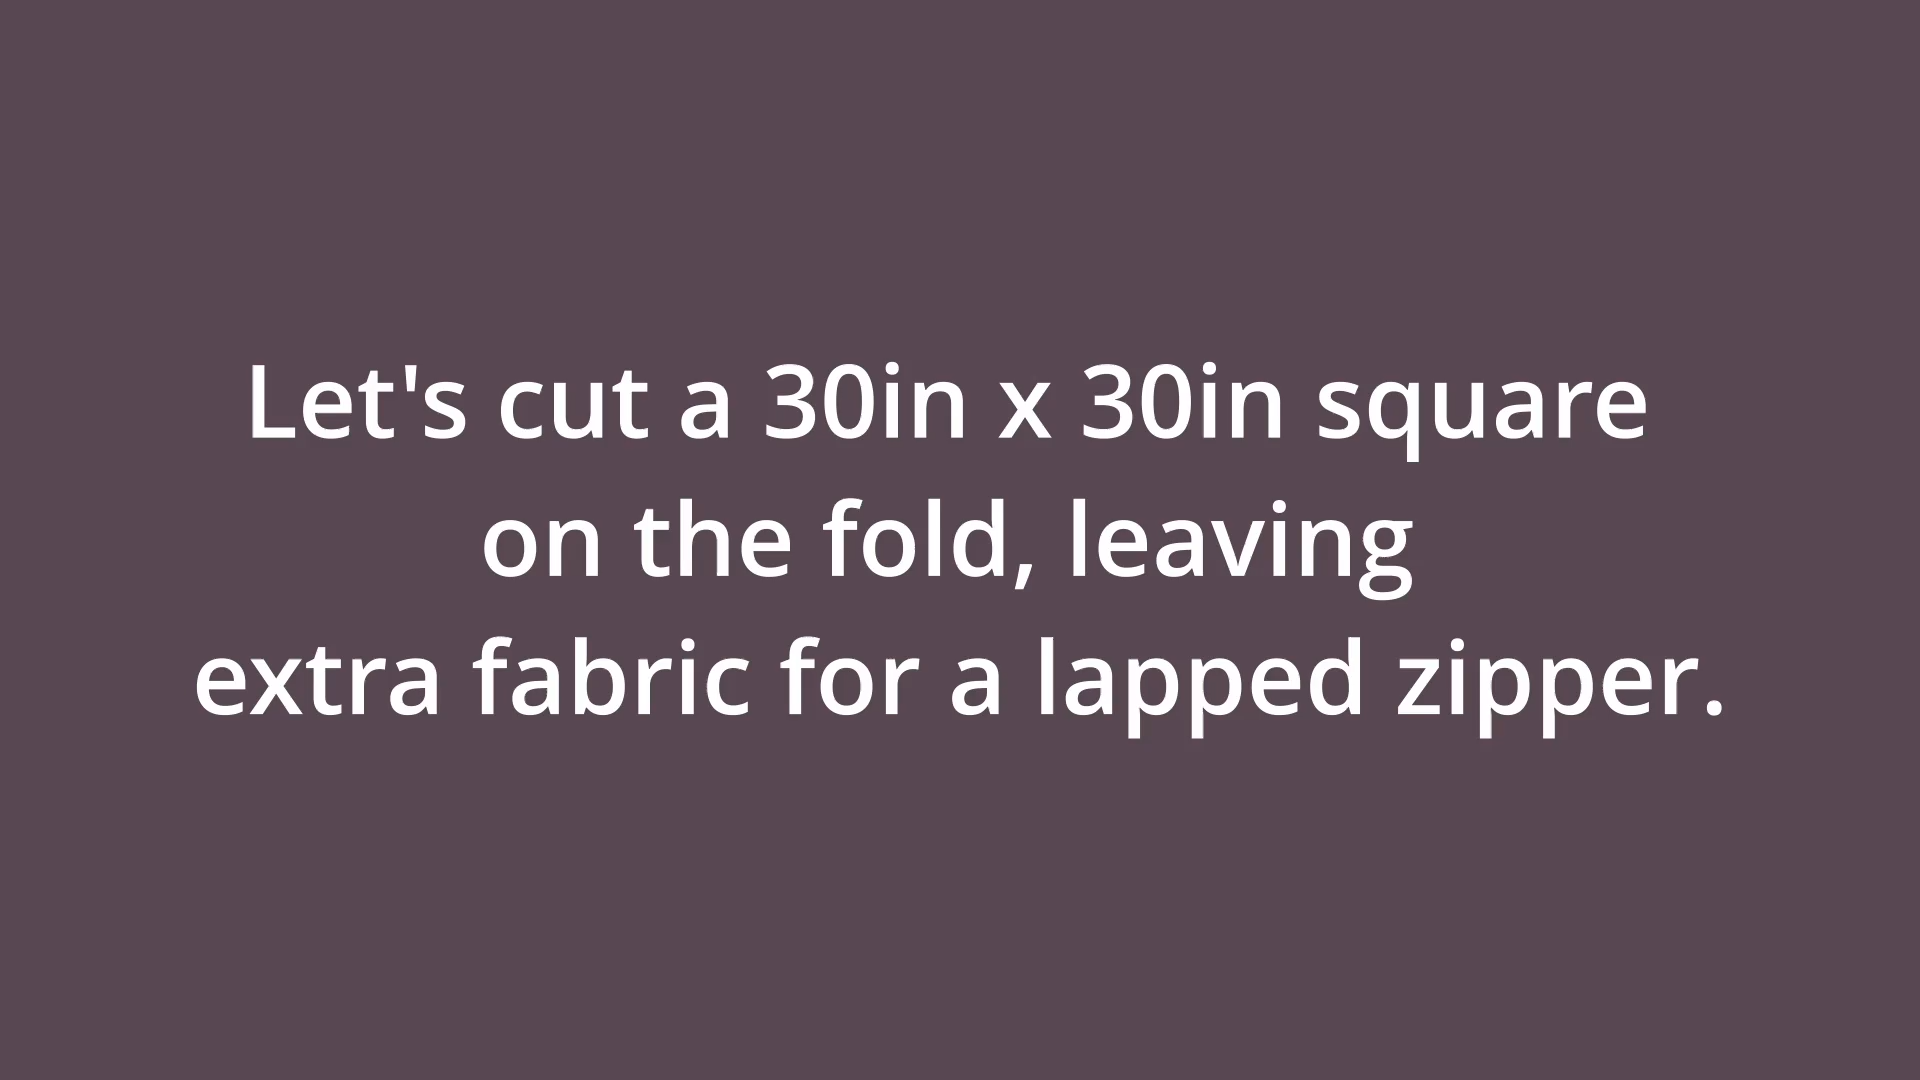 Let's cut a 30in x 30in square
on the fold, leaving
extra fabric for a lapped zipper.